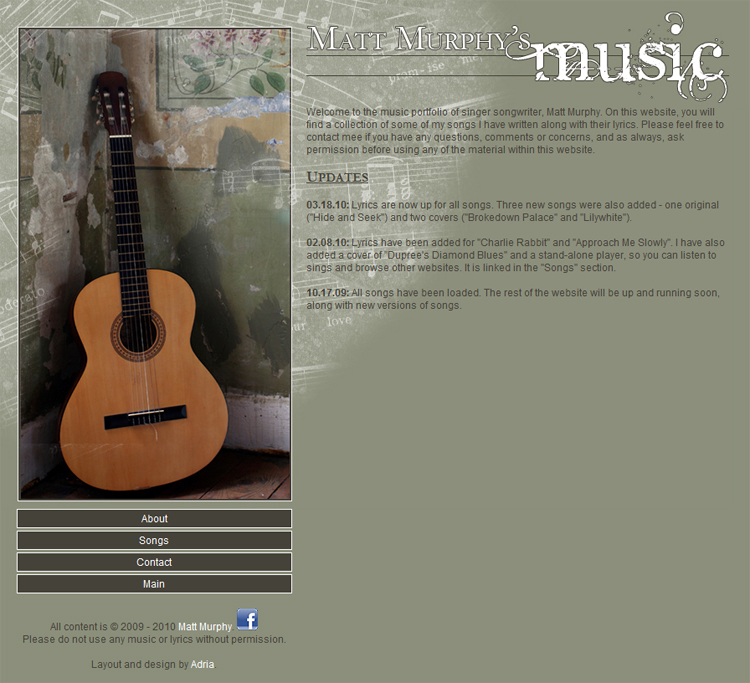 Matt Murphy's music
Welcome to the music portfolio of singer songwriter, Matt Murphy. On this website, you will
find a collection of some of my songs I have written along with their lyrics. Please feel free to
contact mee if you have any questions, comments or concerns, and as always, ask
permission before using any of the material within this website.
Updates
03.18.10: Lyrics are now up for all songs. Three new songs were also added - one original
("Hide and Seek") and two covers ("Brokedown Palace" and "Lilywhite").
02.08.10: Lyrics have been added for "Charlie Rabbit" and "Approach Me Slowly". I have also
added a cover of "Dupree's Diamond Blues" and a stand-alone player, so you can listen to
sings and browse other websites. It is linked in the "Songs" section.
10.17.09: All songs have been loaded. The rest of the website will be up and running soon,
along with new versions of songs.
your love
About
Songs
Contact
Main
All content is © 2009 - 2010 Matt Murphy f
Please do not use any music or lyrics without permission.
Layout and design by Adria